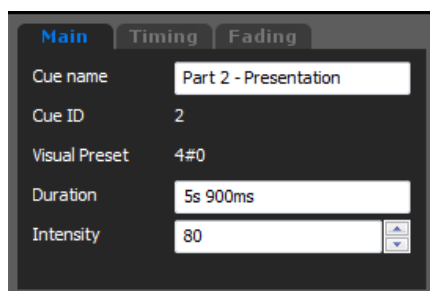 Main Timing Fading
Cue name Part 2 - Presentation
Cue ID 2
Visual Preset 4#0
Duration 5s 900ms
Intensity 80